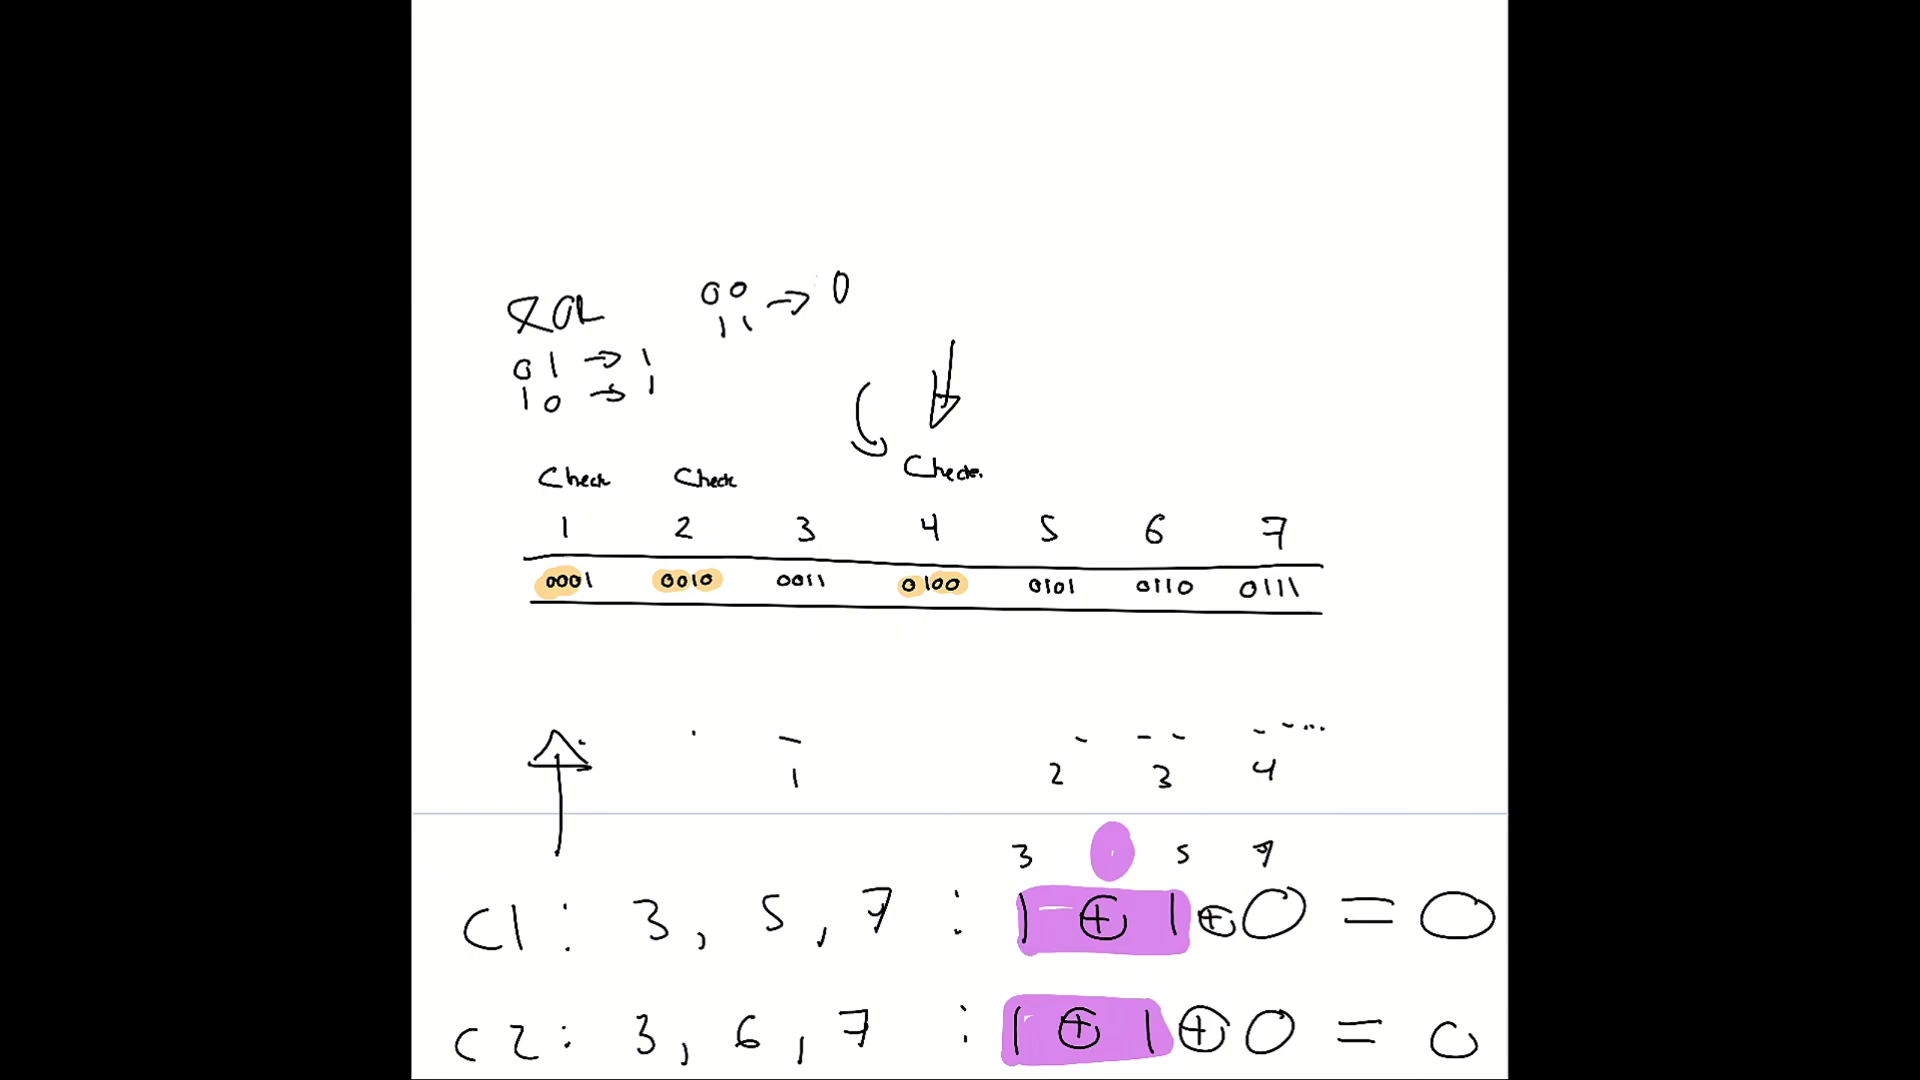 XOR 00 → 0
11
01 → 1
10 → 1
Check Check Check.
1 2 3 4 5 6 7
0001 0010 0011 0100 0101 0110 0111
1 2 3 4
3 5 7
C1: 3, 5, 7 : 1 ⊕ 1 ⊕ 0 = 0
C2: 3, 6, 7 : 1 ⊕ 1 ⊕ 0 = 0